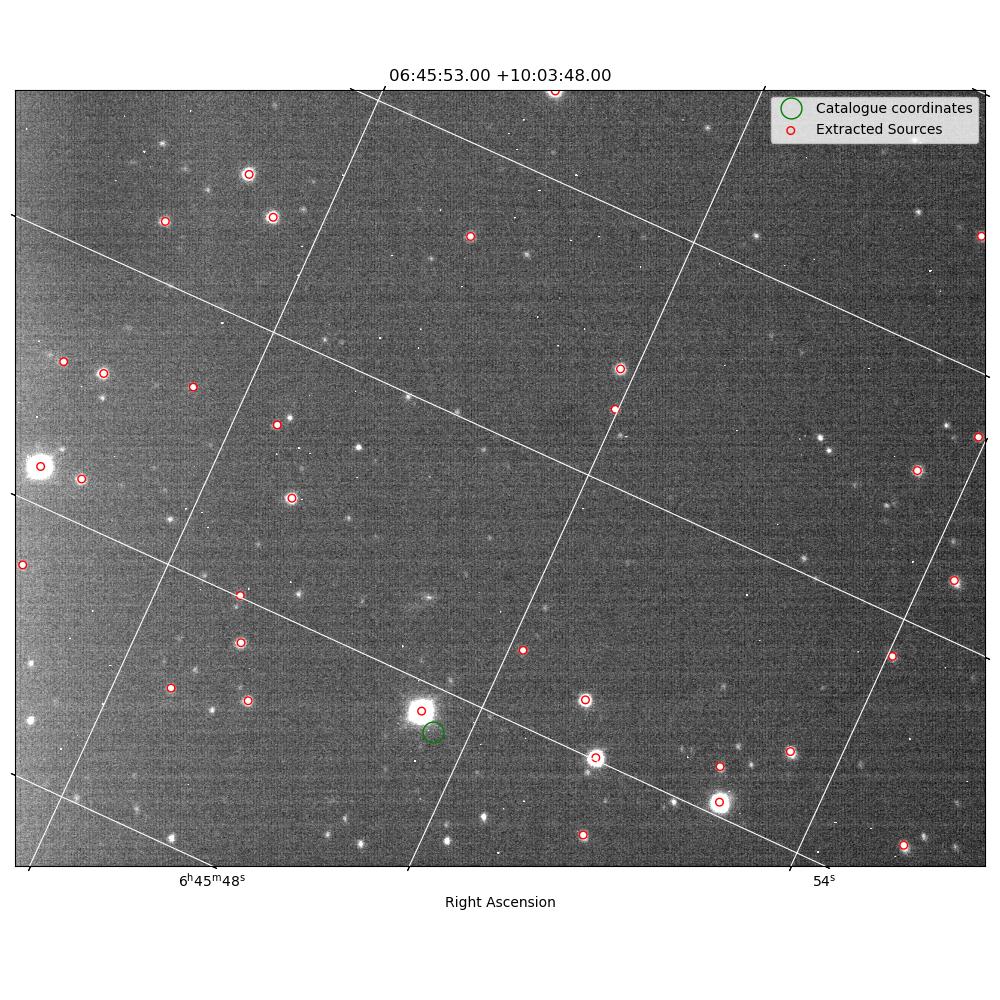 06:45:53.00 +10:03:48.00
Catalogue coordinates
Extracted Sources
6h45m48s 54s
Right Ascension